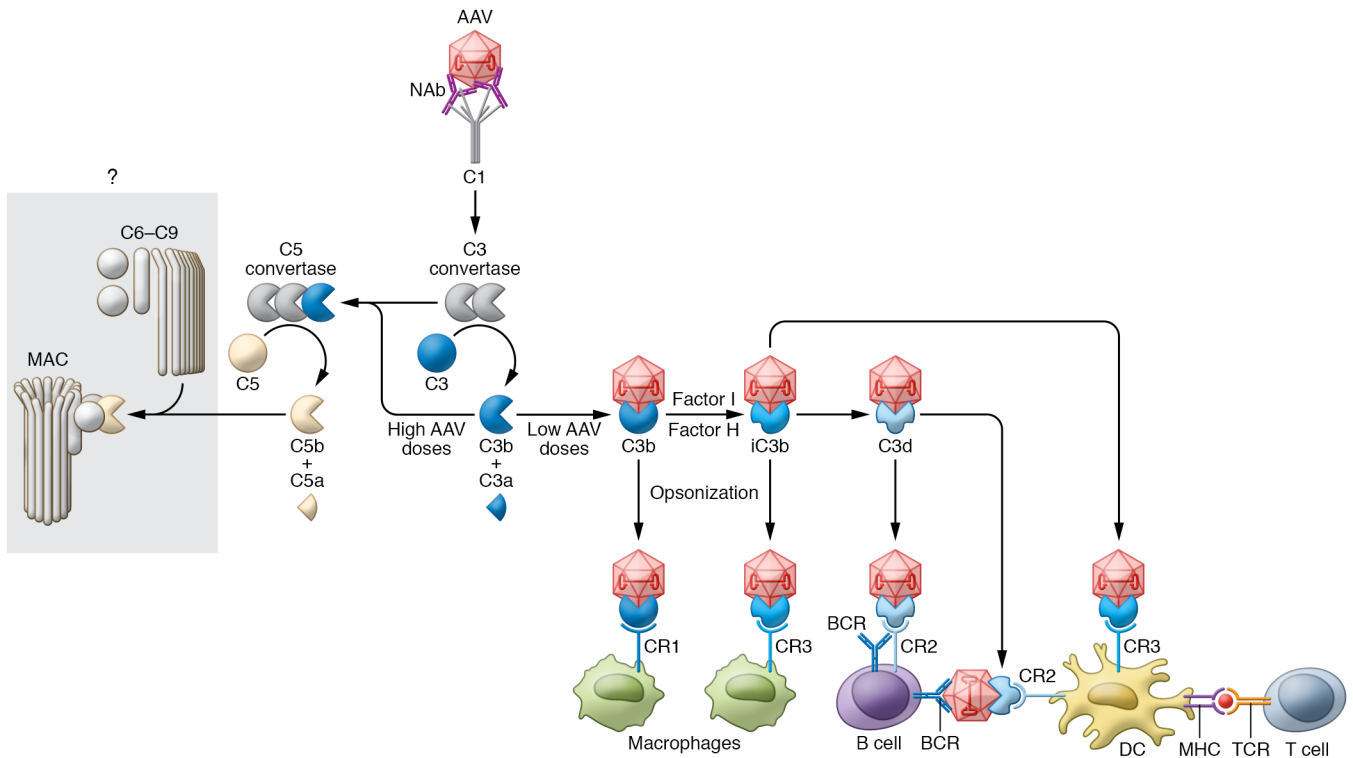 AAV
NAb
C1
?
C6–C9
C5
convertase
C3
convertase
MAC
C5
C3
C5b
+
C5a
High AAV
doses
C3b
+
C3a
Low AAV
doses
C3b
Factor I
Factor H
iC3b
C3d
Opsonization
CR1
CR3
BCR
CR2
CR2
CR3
Macrophages
B cell
BCR
DC
MHC
TCR
T cell